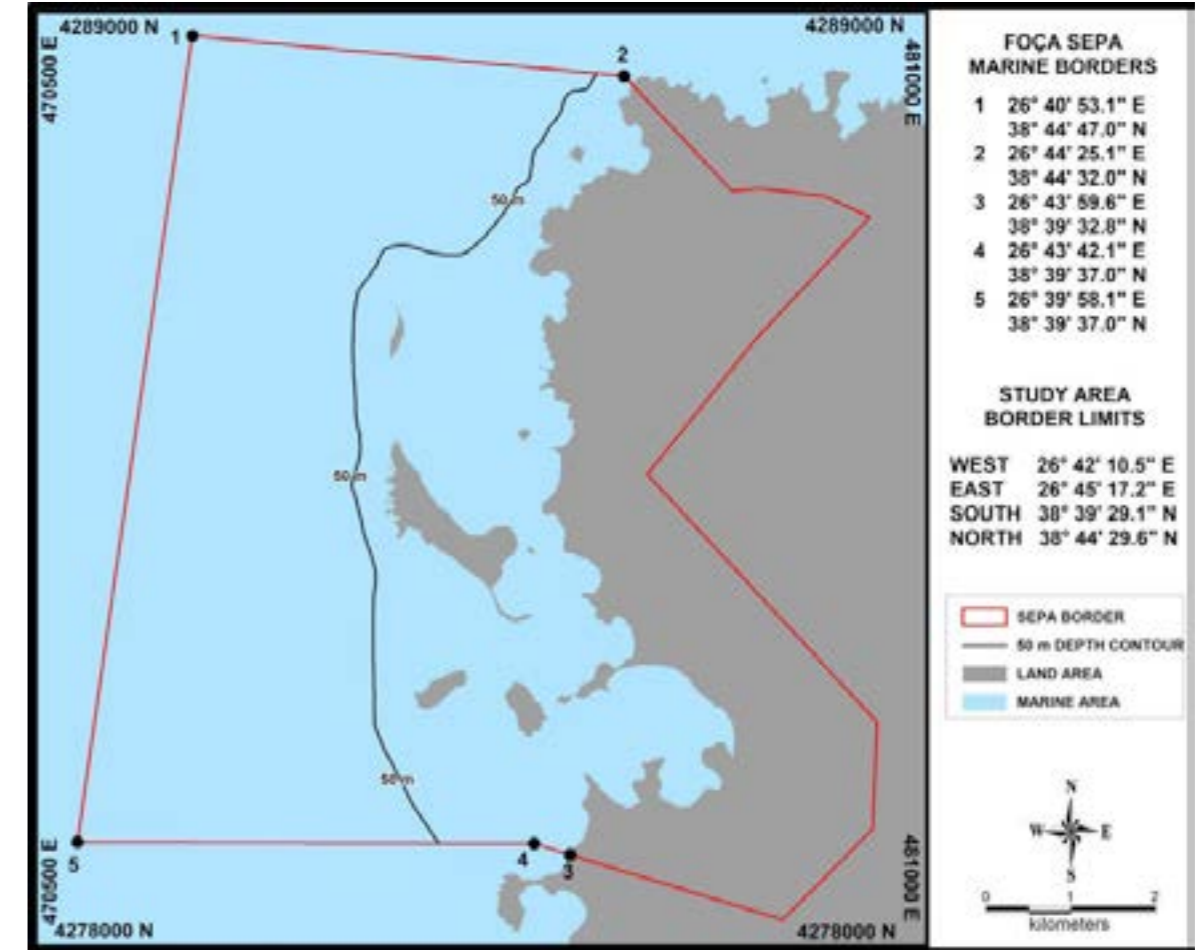 4289000 N
4289000 N
470500 E
481000 E
1
2
50 m
50 m
50 m
5
4
3
470500 E
481000 E
4278000 N
4278000 N
FOÇA SEPA
MARINE BORDERS
1 26° 40' 53.1" E
38° 44' 47.0" N
2 26° 44' 25.1" E
38° 44' 32.0" N
3 26° 43' 59.6" E
38° 39' 32.8" N
4 26° 43' 42.1" E
38° 39' 37.0" N
5 26° 39' 58.1" E
38° 39' 37.0" N
STUDY AREA
BORDER LIMITS
WEST 26° 42' 10.5" E
EAST 26° 45' 17.2" E
SOUTH 38° 39' 29.1" N
NORTH 38° 44' 29.6" N
SEPA BORDER
50 m DEPTH CONTOUR
LAND AREA
MARINE AREA
N
W E
S
0 1 2
kilometers